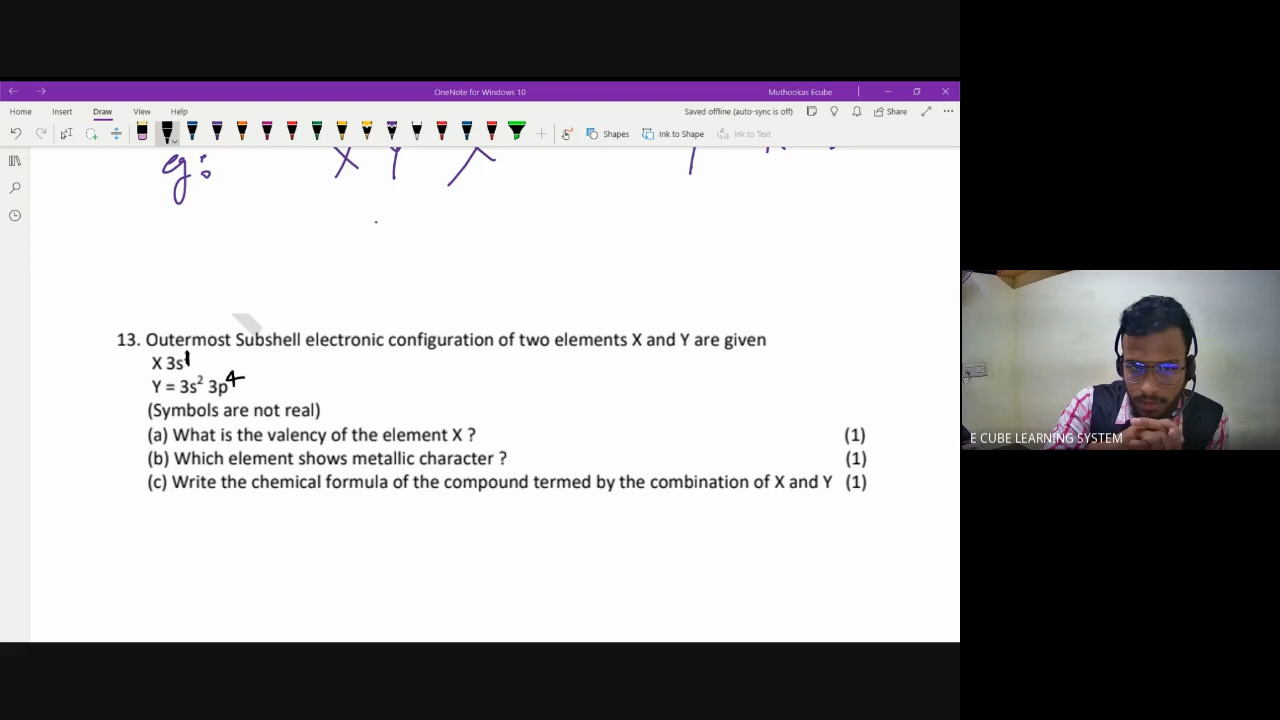 OneNote for Windows 10
Muthookas Ecube
Home Insert Draw View Help
Saved offline (auto-sync is off)
Share
Shapes
Ink to Shape
Ink to Text
g:
X Y
13. Outermost Subshell electronic configuration of two elements X and Y are given
X 3s¹
Y = 3s² 3p⁴
(Symbols are not real)
(a) What is the valency of the element X ? (1)
(b) Which element shows metallic character ? (1)
(c) Write the chemical formula of the compound termed by the combination of X and Y (1)
E CUBE LEARNING SYSTEM